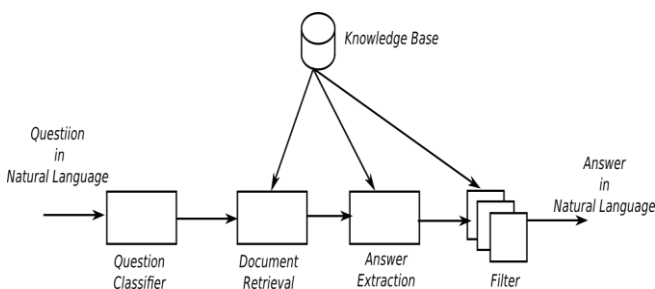 Knowledge Base
Questiion
in
Natural Language
Answer
in
Natural Language
Question
Classifier
Document
Retrieval
Answer
Extraction
Filter